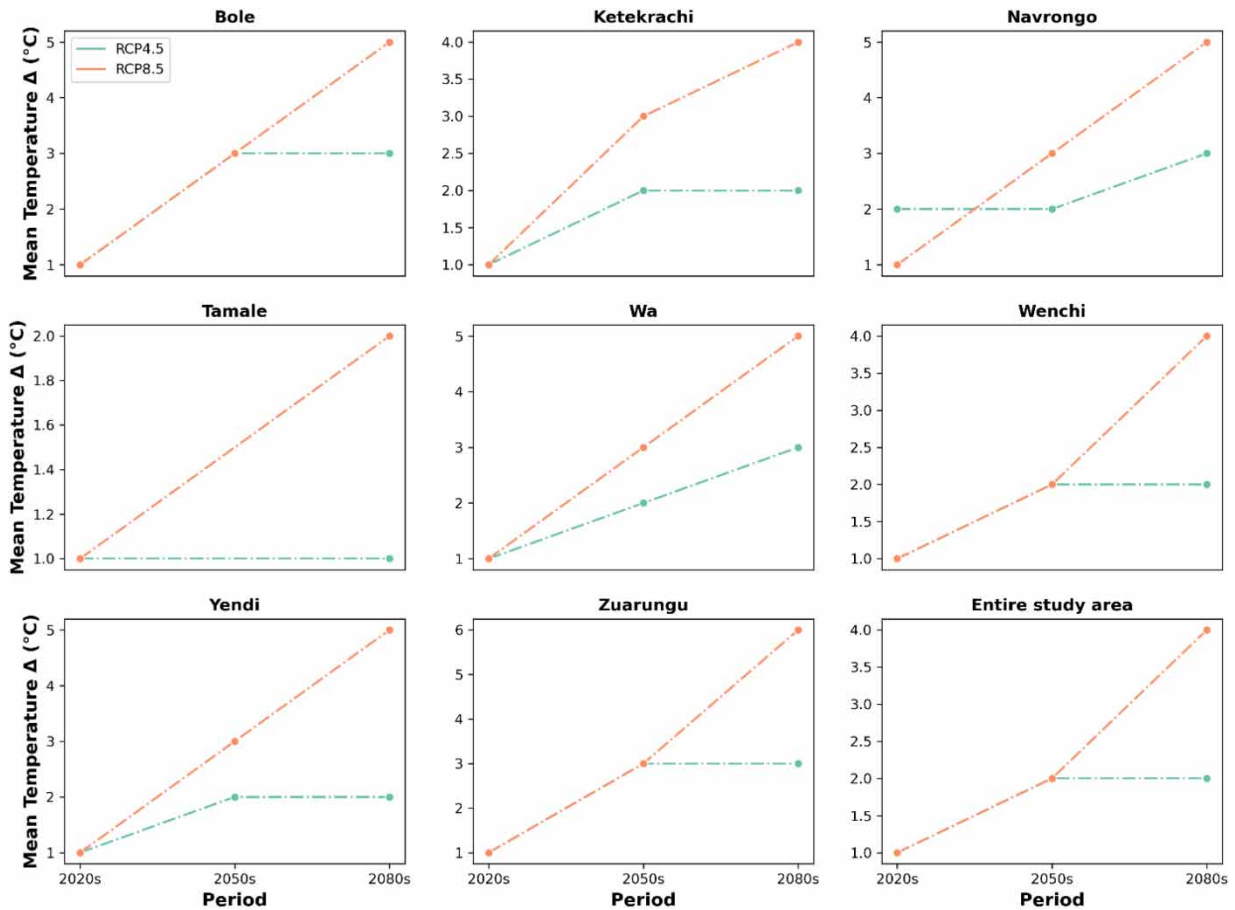 Bole
Ketekrachi
Navrongo
Mean Temperature Δ (°C)
5
4
3
2
1
RCP4.5
RCP8.5
4.0
3.5
3.0
2.5
2.0
1.5
1.0
5
4
3
2
1
Tamale
Wa
Wenchi
Mean Temperature Δ (°C)
2.0
1.8
1.6
1.4
1.2
1.0
5
4
3
2
1
4.0
3.5
3.0
2.5
2.0
1.5
1.0
Yendi
Zuarungu
Entire study area
Mean Temperature Δ (°C)
5
4
3
2
1
6
5
4
3
2
1
4.0
3.5
3.0
2.5
2.0
1.5
1.0
2020s 2050s 2080s
2020s 2050s 2080s
2020s 2050s 2080s
Period
Period
Period